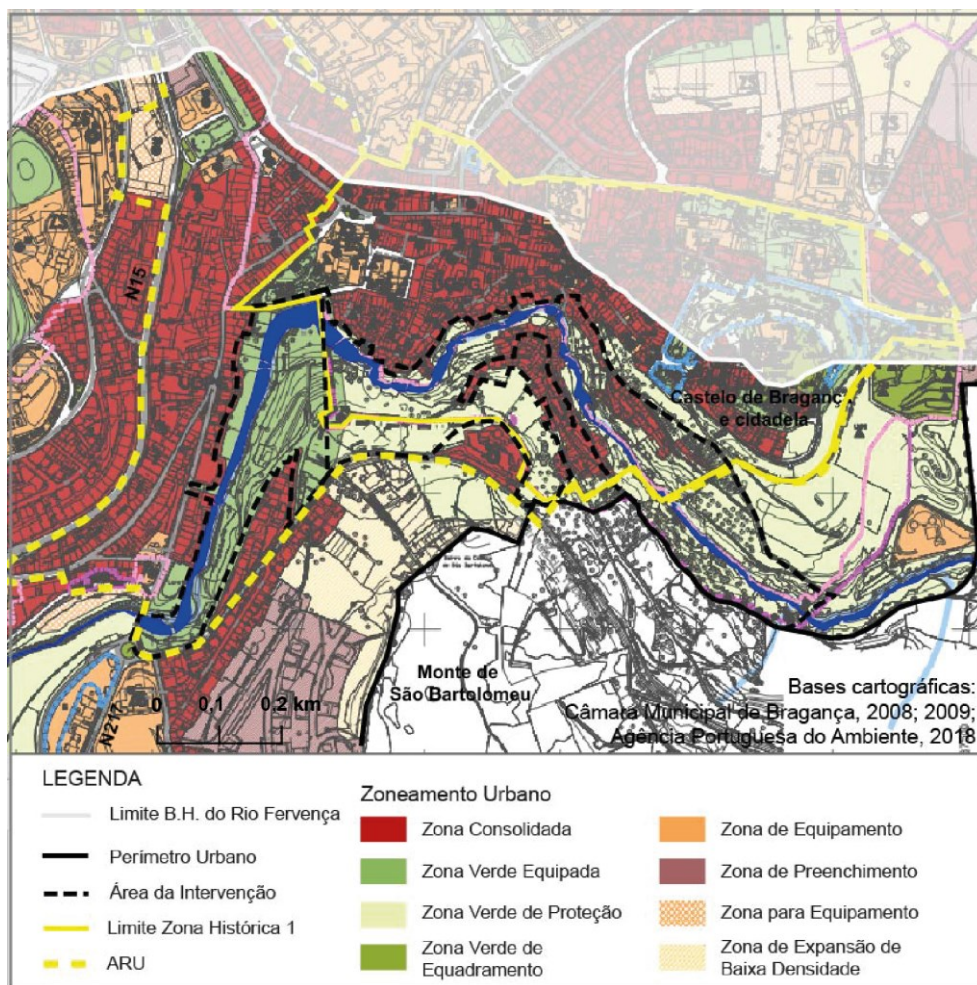 N15
Castelo de Braganç
e cidadela
Monte de
São Bartolomeu
N217
0 0,1 0,2 km
Bases cartográficas:
Câmara Municipal de Bragança, 2008; 2009;
Agência Portuguesa do Ambiente, 2018
LEGENDA
Limite B.H. do Rio Fervença
Perímetro Urbano
Área da Intervenção
Limite Zona Histórica 1
ARU
Zoneamento Urbano
Zona Consolidada
Zona Verde Equipada
Zona Verde de Proteção
Zona Verde de
Equadramento
Zona de Equipamento
Zona de Preenchimento
Zona para Equipamento
Zona de Expansão de
Baixa Densidade